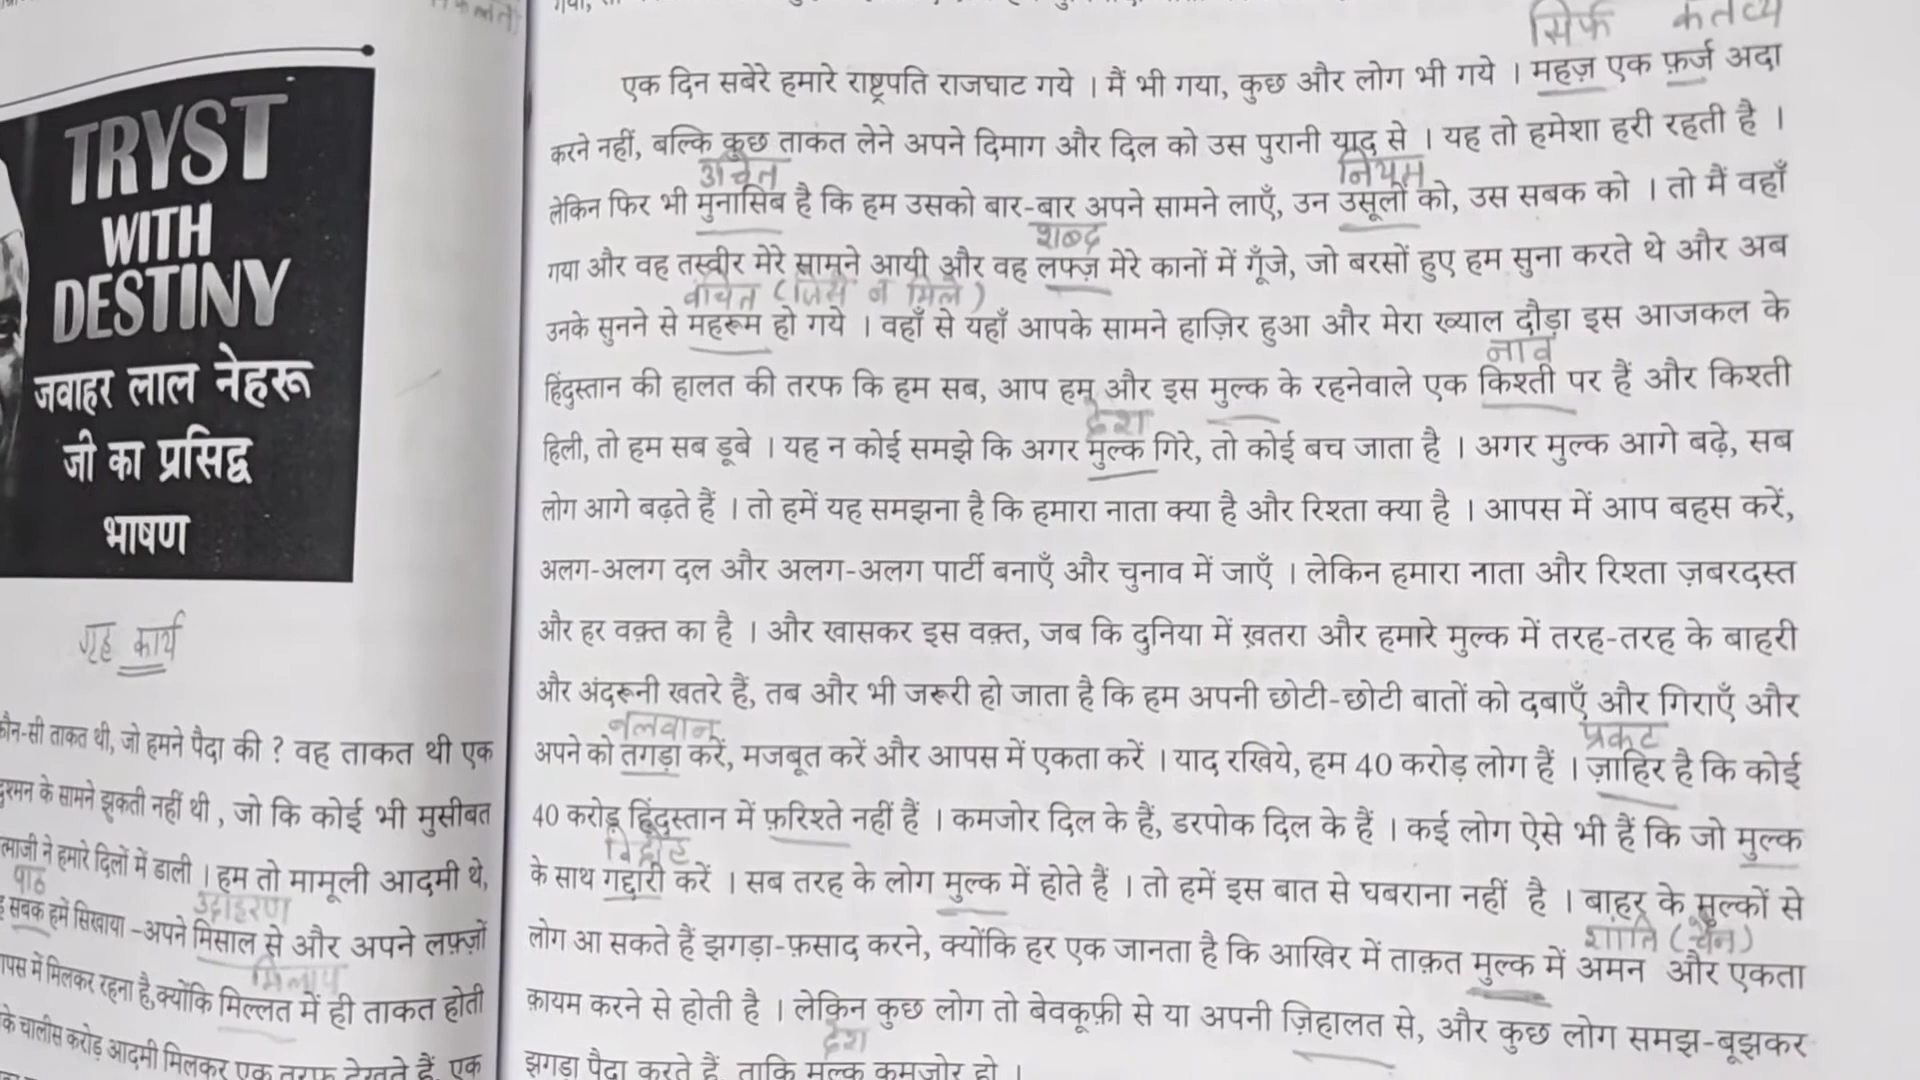 TRYST
WITH
DESTINY
जवाहर लाल नेहरू
जी का प्रसिद्ध
भाषण
गृह कार्य
कौन-सी ताकत थी, जो हमने पैदा की ? वह ताकत थी एक
दुश्मन के सामने झुकती नहीं थी , जो कि कोई भी मुसीबत
ने हमारे दिलों में डाली । हम तो मामूली आदमी थे,
पाठ उदाहरण
सबक हमें सिखाया –अपने मिसाल से और अपने लफ़्ज़ों
मिलाप
में मिलकर रहना है,क्योंकि मिल्लत में ही ताकत होती
के चालीस करोड़ आदमी मिलकर एक तरफ देखते हैं, एक
सिर्फ कर्तव्य
एक दिन सबेरे हमारे राष्ट्रपति राजघाट गये । मैं भी गया, कुछ और लोग भी गये । महज़ एक फ़र्ज अदा
करने नहीं, बल्कि कुछ ताकत लेने अपने दिमाग और दिल को उस पुरानी याद से । यह तो हमेशा हरी रहती है ।
उचित नियम
लेकिन फिर भी मुनासिब है कि हम उसको बार-बार अपने सामने लाएँ, उन उसूलों को, उस सबक को । तो मैं वहाँ
शब्द
गया और वह तस्वीर मेरे सामने आयी और वह लफ्ज़ मेरे कानों में गूँजे, जो बरसों हुए हम सुना करते थे और अब
वंचित (जिसे न मिले)
उनके सुनने से महरूम हो गये । वहाँ से यहाँ आपके सामने हाज़िर हुआ और मेरा ख्याल दौड़ा इस आजकल के
नाव
हिंदुस्तान की हालत की तरफ कि हम सब, आप हम और इस मुल्क के रहनेवाले एक किश्ती पर हैं और किश्ती
देश
हिली, तो हम सब डूबे । यह न कोई समझे कि अगर मुल्क गिरे, तो कोई बच जाता है । अगर मुल्क आगे बढ़े, सब
लोग आगे बढ़ते हैं । तो हमें यह समझना है कि हमारा नाता क्या है और रिश्ता क्या है । आपस में आप बहस करें,
अलग-अलग दल और अलग-अलग पार्टी बनाएँ और चुनाव में जाएँ । लेकिन हमारा नाता और रिश्ता ज़बरदस्त
और हर वक़्त का है । और खासकर इस वक़्त, जब कि दुनिया में ख़तरा और हमारे मुल्क में तरह-तरह के बाहरी
और अंदरूनी खतरे हैं, तब और भी जरूरी हो जाता है कि हम अपनी छोटी-छोटी बातों को दबाएँ और गिराएँ और
बलवान प्रकट
अपने को तगड़ा करें, मजबूत करें और आपस में एकता करें । याद रखिये, हम 40 करोड़ लोग हैं । ज़ाहिर है कि कोई
40 करोड़ हिंदुस्तान में फ़रिश्ते नहीं हैं । कमजोर दिल के हैं, डरपोक दिल के हैं । कई लोग ऐसे भी हैं कि जो मुल्क
विद्रोह
के साथ गद्दारी करें । सब तरह के लोग मुल्क में होते हैं । तो हमें इस बात से घबराना नहीं है । बाहर के मुल्कों से
शांति (चैन)
लोग आ सकते हैं झगड़ा-फ़साद करने, क्योंकि हर एक जानता है कि आखिर में ताक़त मुल्क में अमन और एकता
क़ायम करने से होती है । लेकिन कुछ लोग तो बेवकूफ़ी से या अपनी ज़िहालत से, और कुछ लोग समझ-बूझकर
देश
झगड़ा पैदा करते हैं, ताकि मुल्क कमजोर हो ।